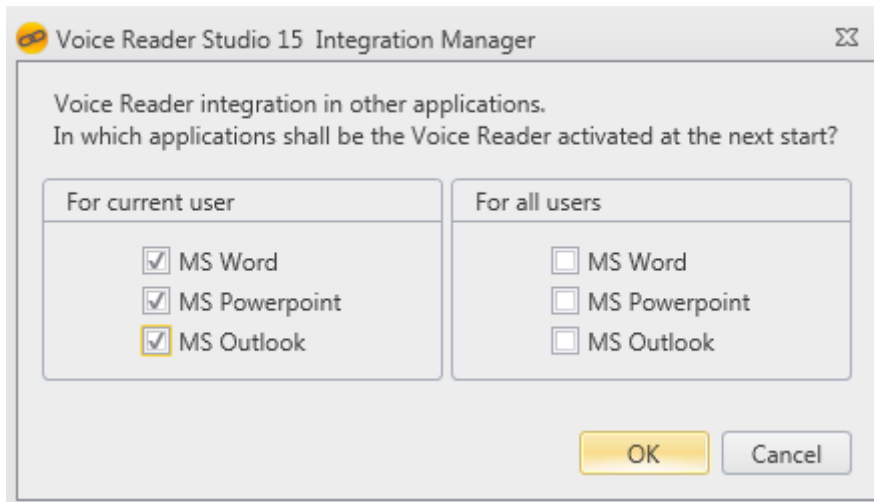 Voice Reader Studio 15 Integration Manager
Voice Reader integration in other applications.
In which applications shall be the Voice Reader activated at the next start?
For current user
MS Word
MS Powerpoint
MS Outlook
For all users
MS Word
MS Powerpoint
MS Outlook
OK
Cancel